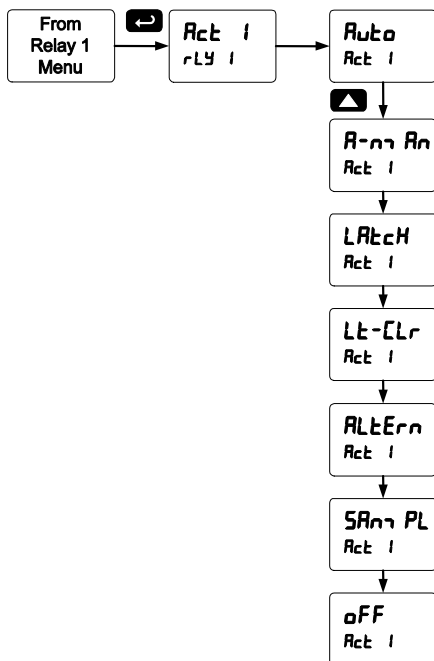 From
Relay 1
Menu
Act 1
rLY 1
Auto
Act 1
A-mAn
Act 1
LAtcH
Act 1
Lt-CLr
Act 1
ALtErn
Act 1
SAmPL
Act 1
oFF
Act 1